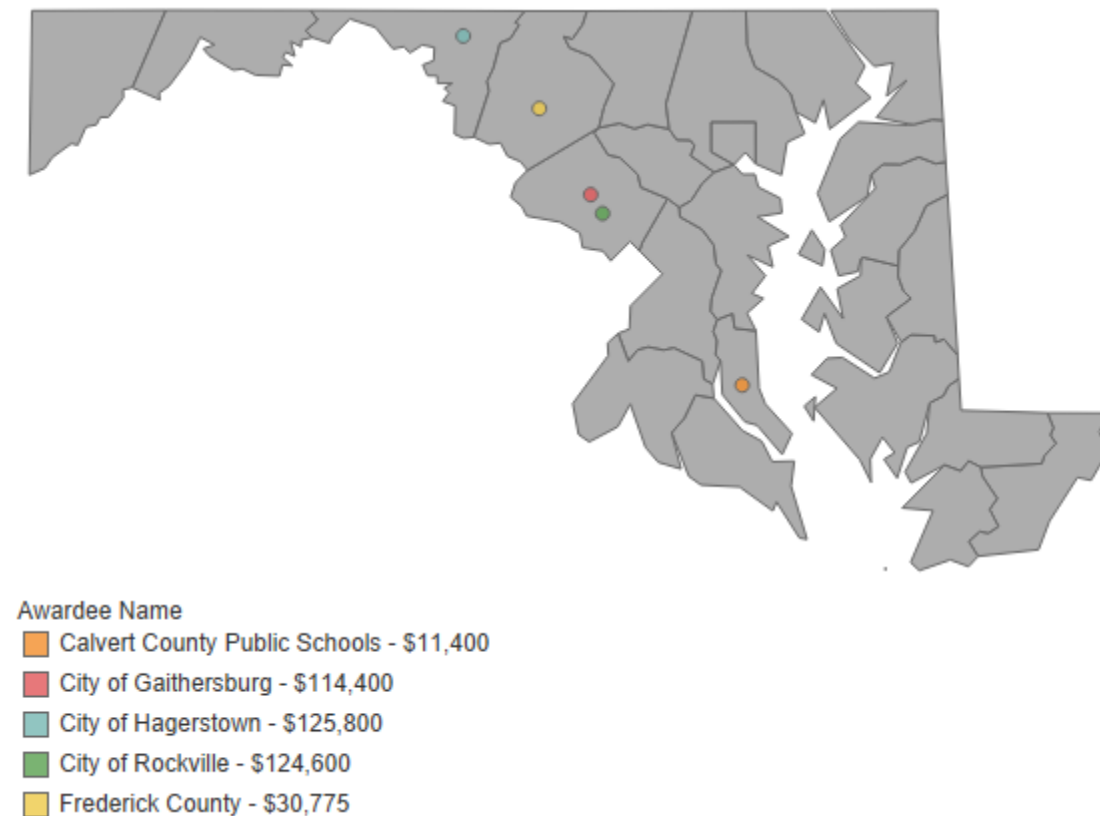 Awardee Name
Calvert County Public Schools - $11,400
City of Gaithersburg - $114,400
City of Hagerstown - $125,800
City of Rockville - $124,600
Frederick County - $30,775